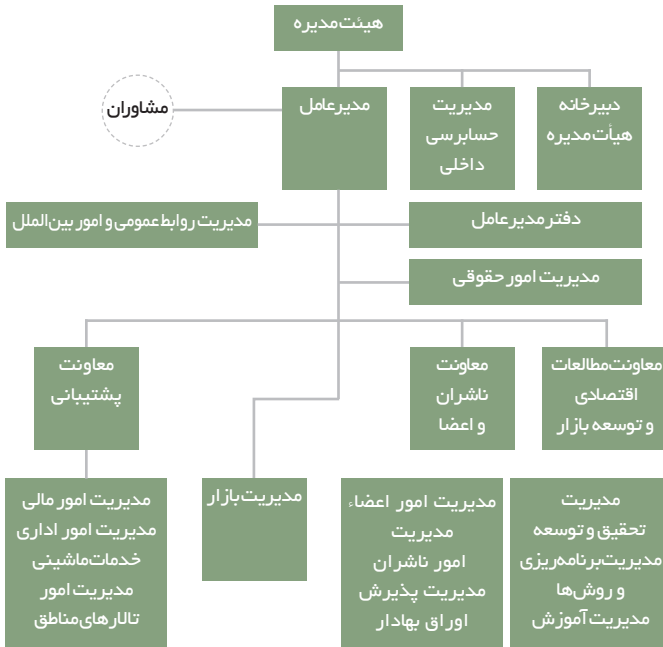 هیئت مدیره
دبیرخانه
هیأت مدیره
مدیریت
حسابرسی
داخلی
مدیرعامل
مشاوران
دفتر مدیرعامل
مدیریت روابط عمومی و امور بین‌الملل
مدیریت امور حقوقی
معاونت مطالعات
اقتصادی
و توسعه بازار
معاونت
ناشران
و اعضا
معاونت
پشتیبانی
مدیریت
تحقیق و توسعه
مدیریت برنامه‌ریزی
و روش‌ها
مدیریت آموزش
مدیریت امور اعضاء
مدیریت
امور ناشران
مدیریت پذیرش
اوراق بهادار
مدیریت بازار
مدیریت امور مالی
مدیریت امور اداری
خدمات ماشینی
مدیریت امور
تالارهای مناطق